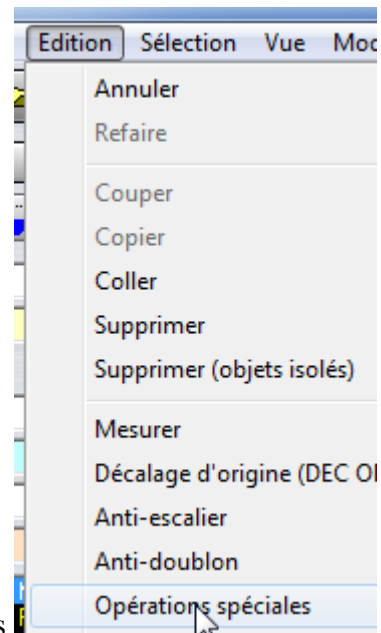 Edition Sélection Vue
Annuler
Refaire
Couper
Copier
Coller
Supprimer
Supprimer (objets isolés)
Mesurer
Décalage d'origine (DEC
Anti-escalier
Anti-doublon
Opérations spéciales